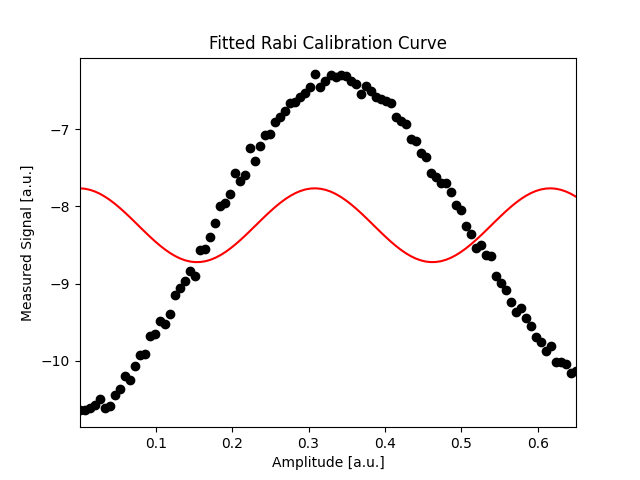 Fitted Rabi Calibration Curve
−7
−8
−9
−10
Measured Signal [a.u.]
0.1 0.2 0.3 0.4 0.5 0.6
Amplitude [a.u.]